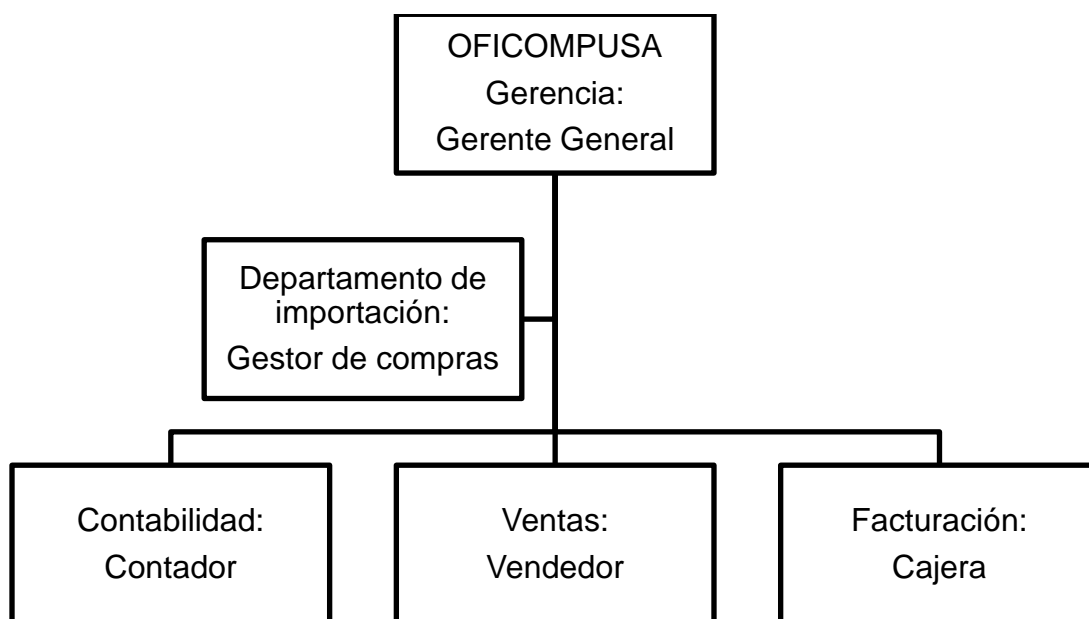 OFICOMPUSA
Gerencia:
Gerente General
Departamento de
importación:
Gestor de compras
Contabilidad:
Contador
Ventas:
Vendedor
Facturación:
Cajera